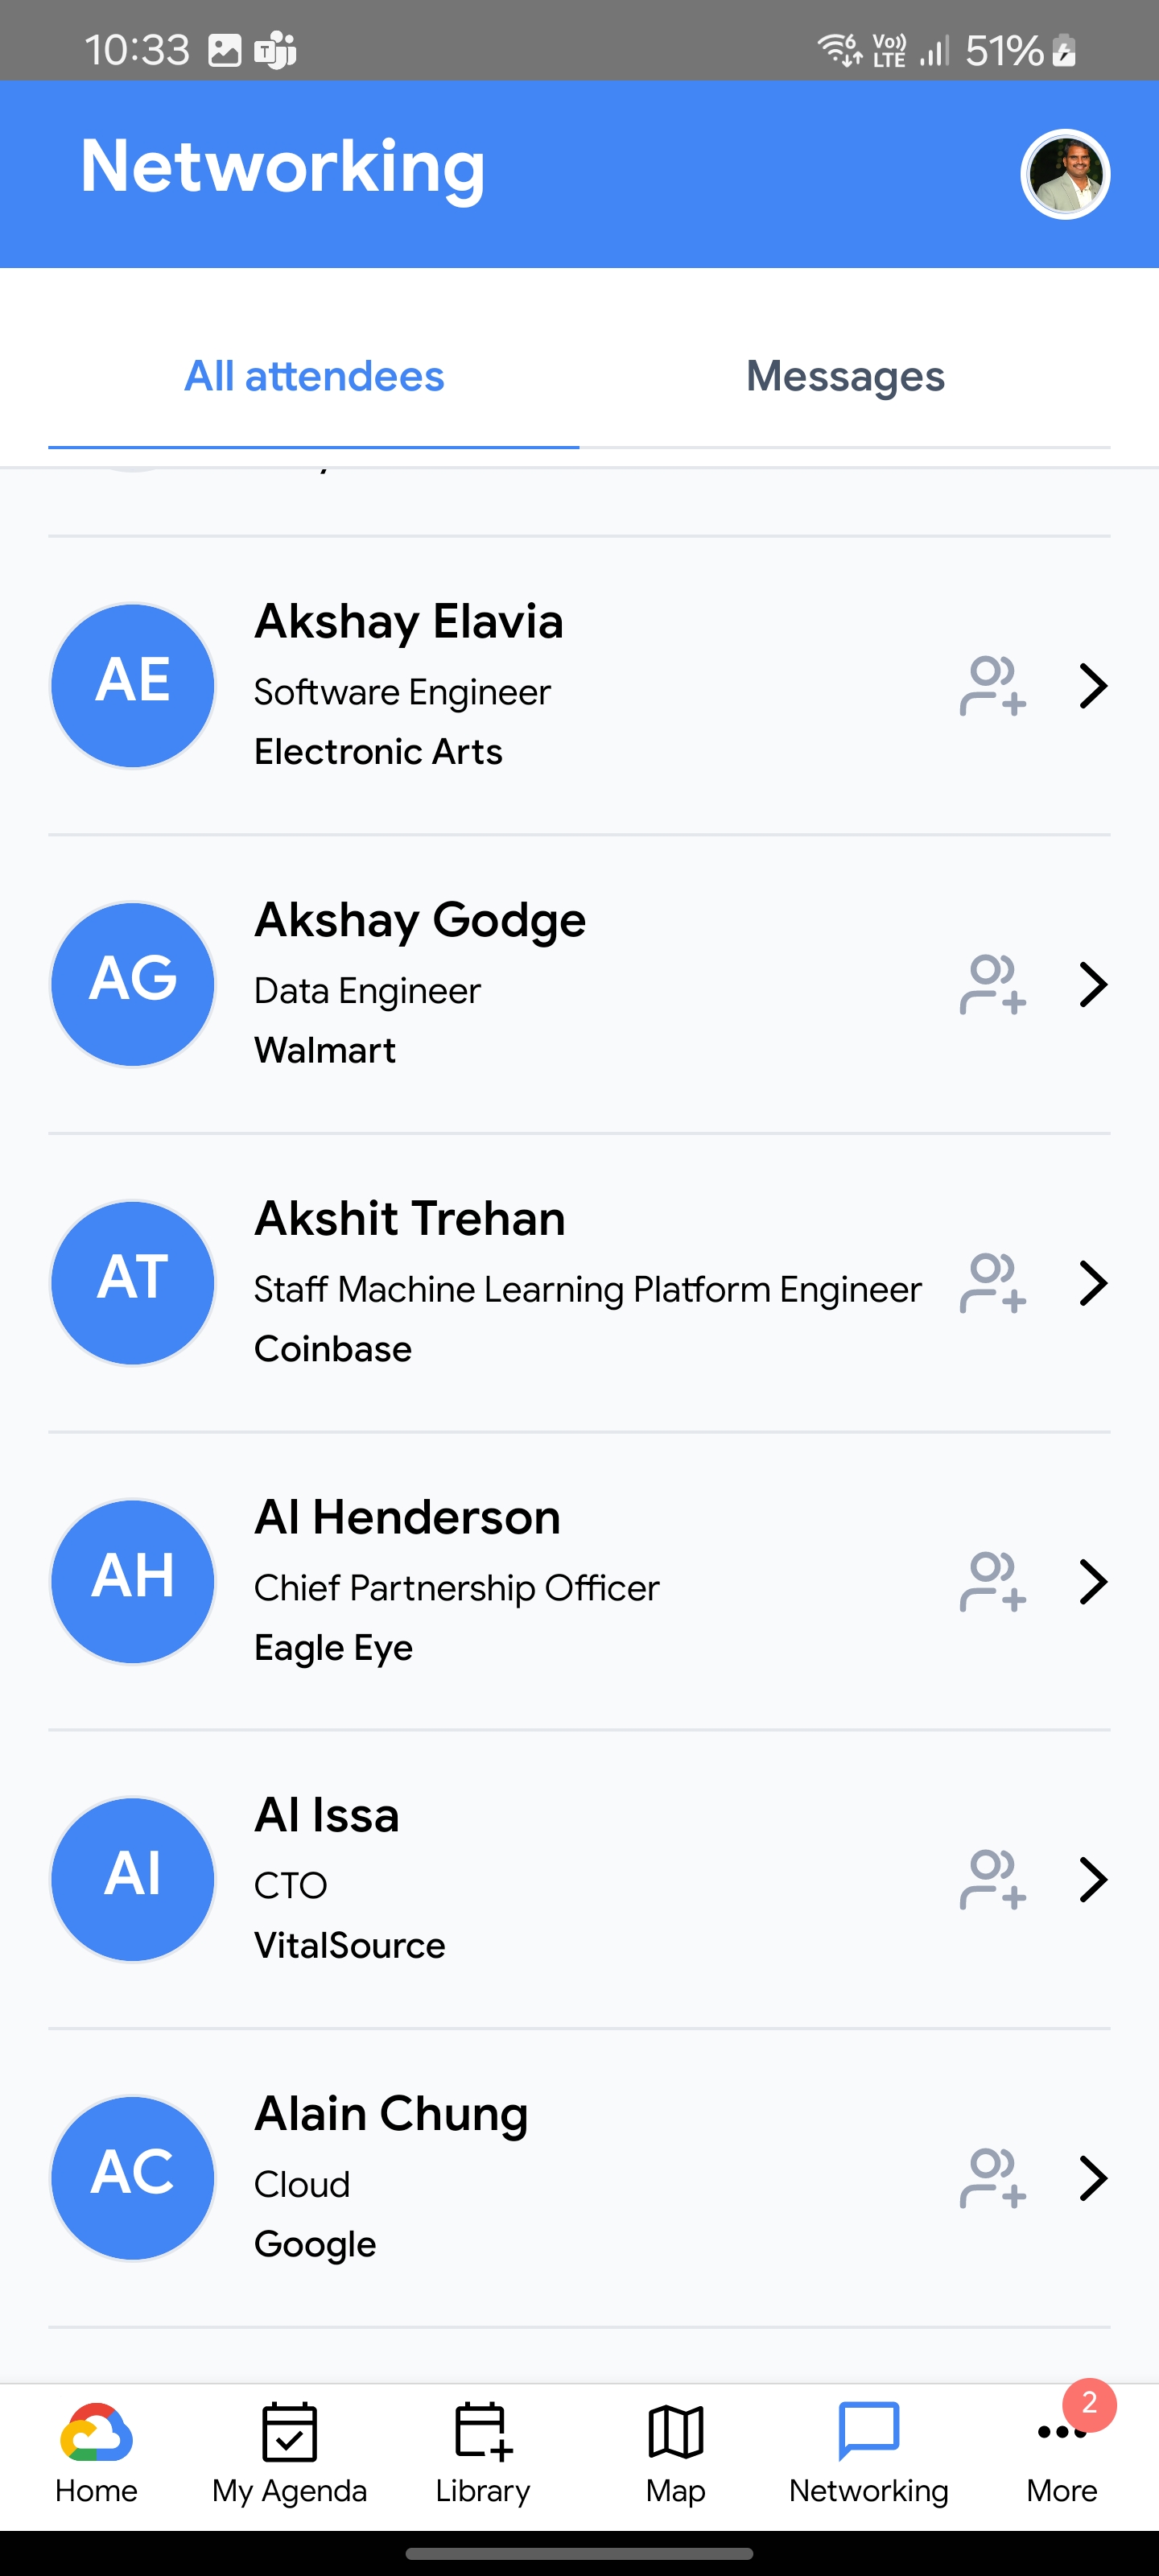 10:33
Vo))
LTE
51%
Networking
All attendees
Messages
AE
Akshay Elavia
Software Engineer
Electronic Arts
AG
Akshay Godge
Data Engineer
Walmart
AT
Akshit Trehan
Staff Machine Learning Platform Engineer
Coinbase
AH
Al Henderson
Chief Partnership Officer
Eagle Eye
AI
Al Issa
CTO
VitalSource
AC
Alain Chung
Cloud
Google
2
Home
My Agenda
Library
Map
Networking
More